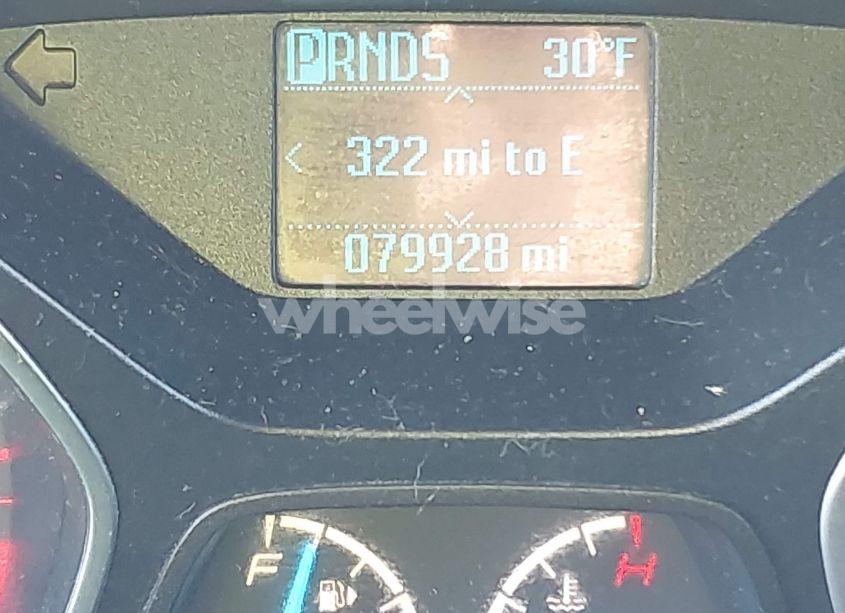 PRNDS 30°F
< 322 mi to E
079928 mi
wheelwise
F H